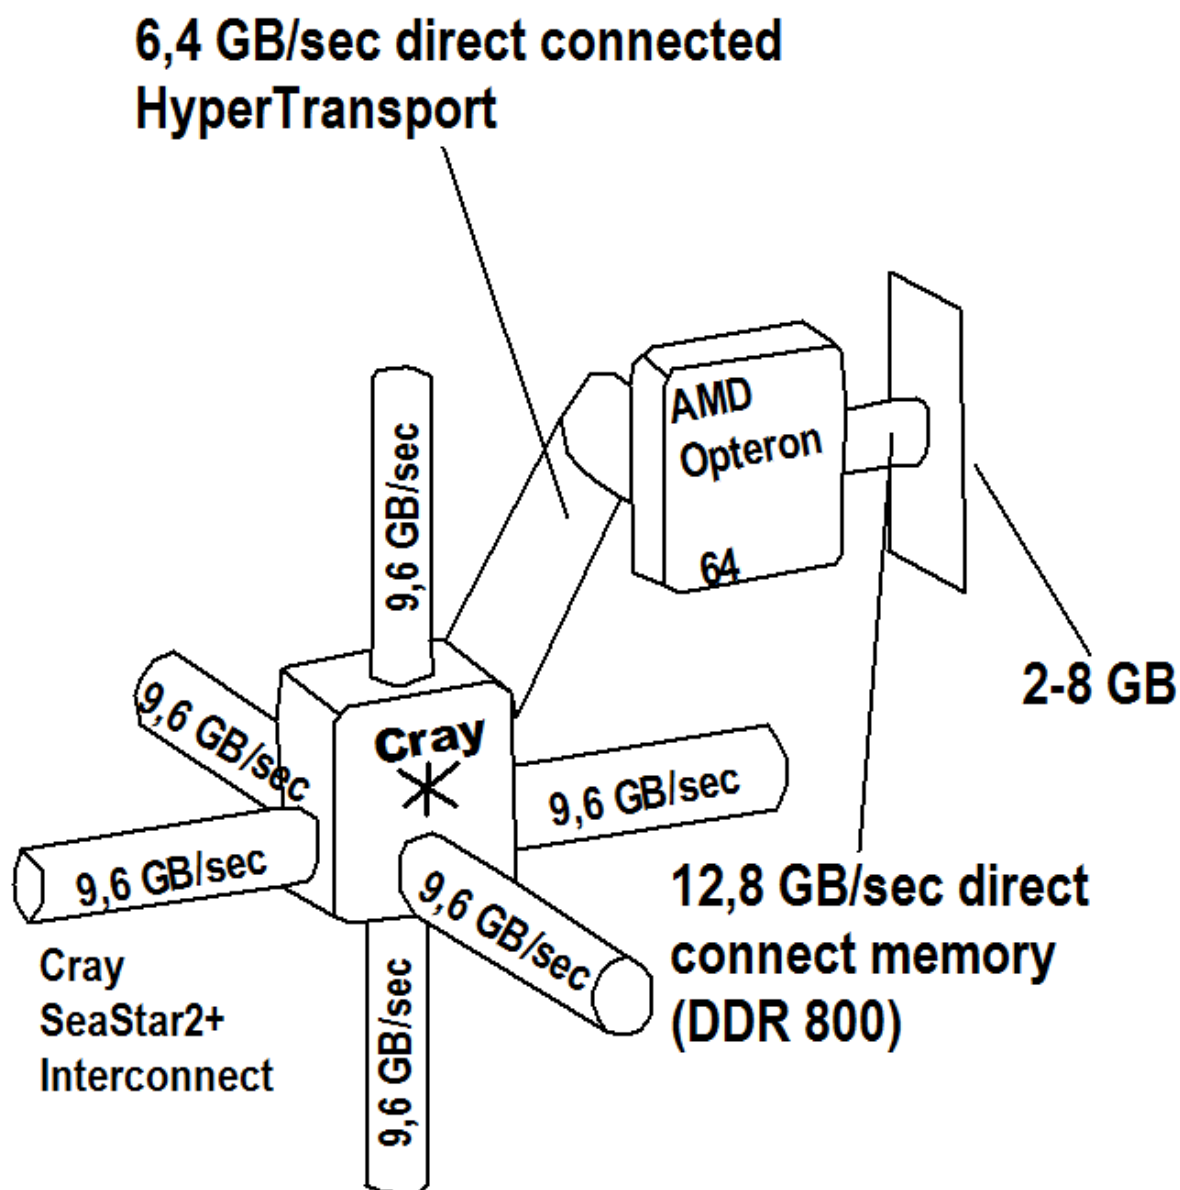 6,4 GB/sec direct connected
HyperTransport
AMD
Opteron
64
9,6 GB/sec
2-8 GB
9,6 GB/sec
Cray
9,6 GB/sec
9,6 GB/sec
9,6 GB/sec
12,8 GB/sec direct
connect memory
(DDR 800)
Cray
SeaStar2+
Interconnect
9,6 GB/sec